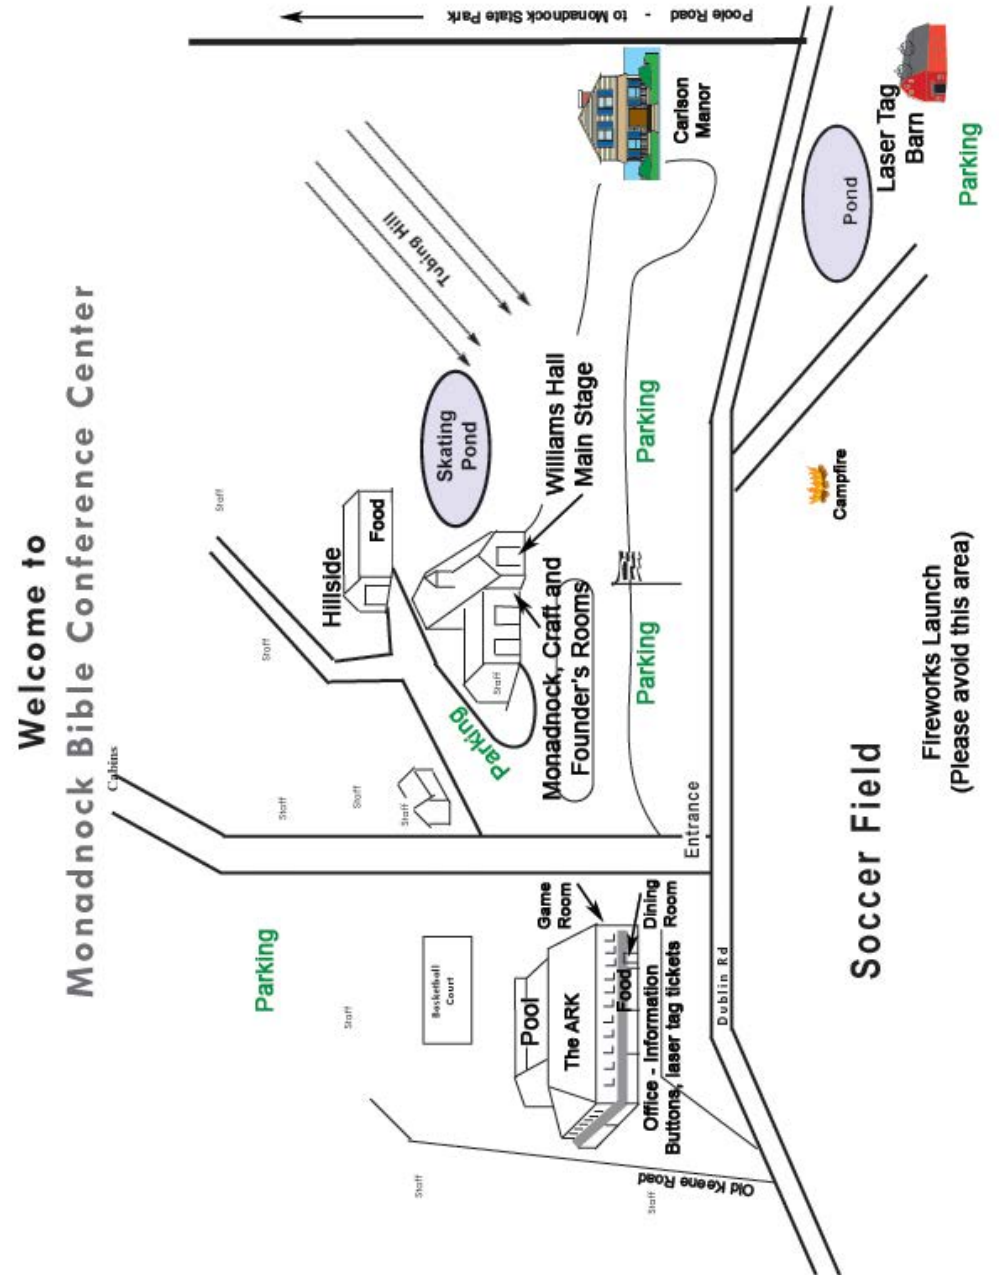 Welcome to
Monadnock Bible Conference Center
Cabins
Staff
Staff
Staff
Staff
Staff
Staff
Staff
Staff
Staff
Parking
Basketball
Court
Hillside
Food
Skating
Pond
Tubing Hill
Poole Road - to Monadnock State Park
Parking
Pool
The ARK
Game
Room
Food
Dining
Room
Office - Information
Buttons, laser tag tickets
Old Keene Road
Monadnock, Craft and
Founder's Rooms
Williams Hall
Main Stage
Parking
Parking
Carlson
Manor
Entrance
Dublin Rd
Soccer Field
Campfire
Pond
Laser Tag
Barn
Parking
Fireworks Launch
(Please avoid this area)